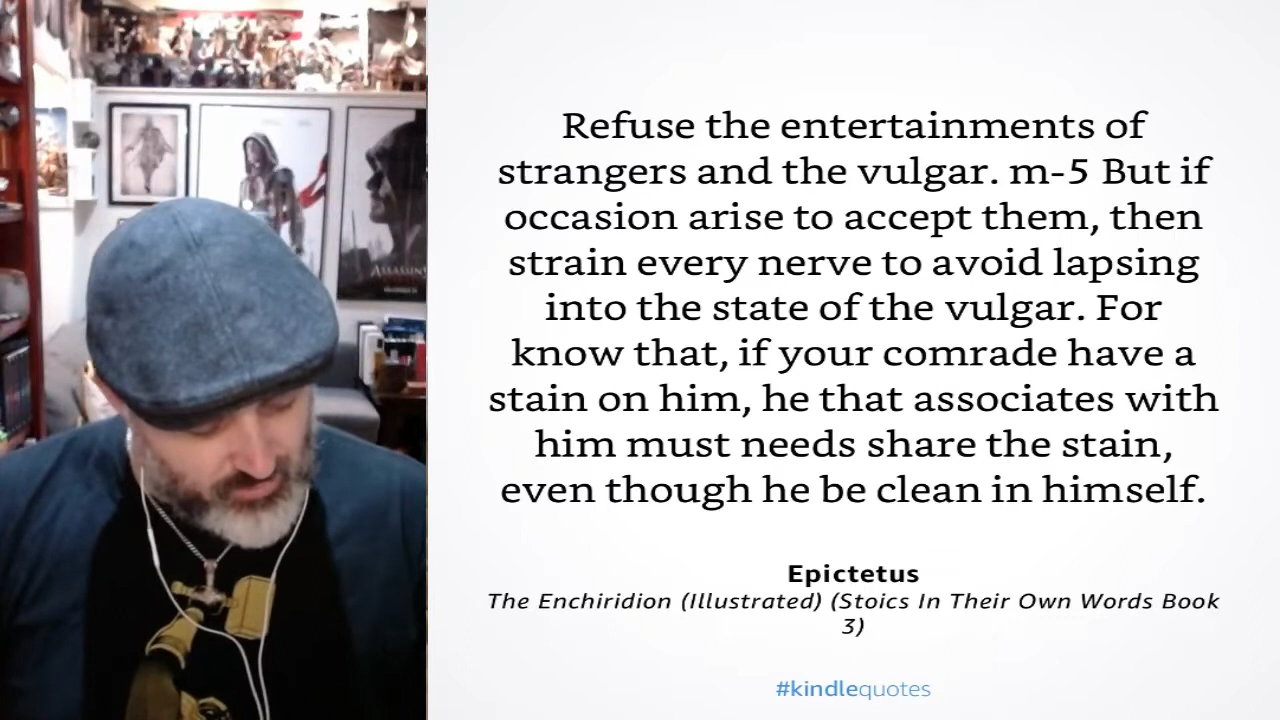 Refuse the entertainments of
strangers and the vulgar. m-5 But if
occasion arise to accept them, then
strain every nerve to avoid lapsing
into the state of the vulgar. For
know that, if your comrade have a
stain on him, he that associates with
him must needs share the stain,
even though he be clean in himself.
Epictetus
The Enchiridion (Illustrated) (Stoics In Their Own Words Book
3)
#kindlequotes